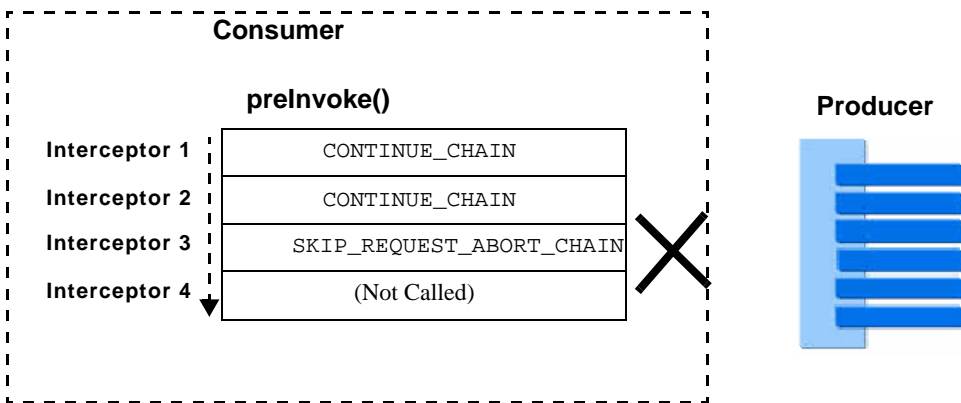 Consumer
preInvoke()
Producer
Interceptor 1 CONTINUE_CHAIN
Interceptor 2 CONTINUE_CHAIN
Interceptor 3 SKIP_REQUEST_ABORT_CHAIN
Interceptor 4 (Not Called)